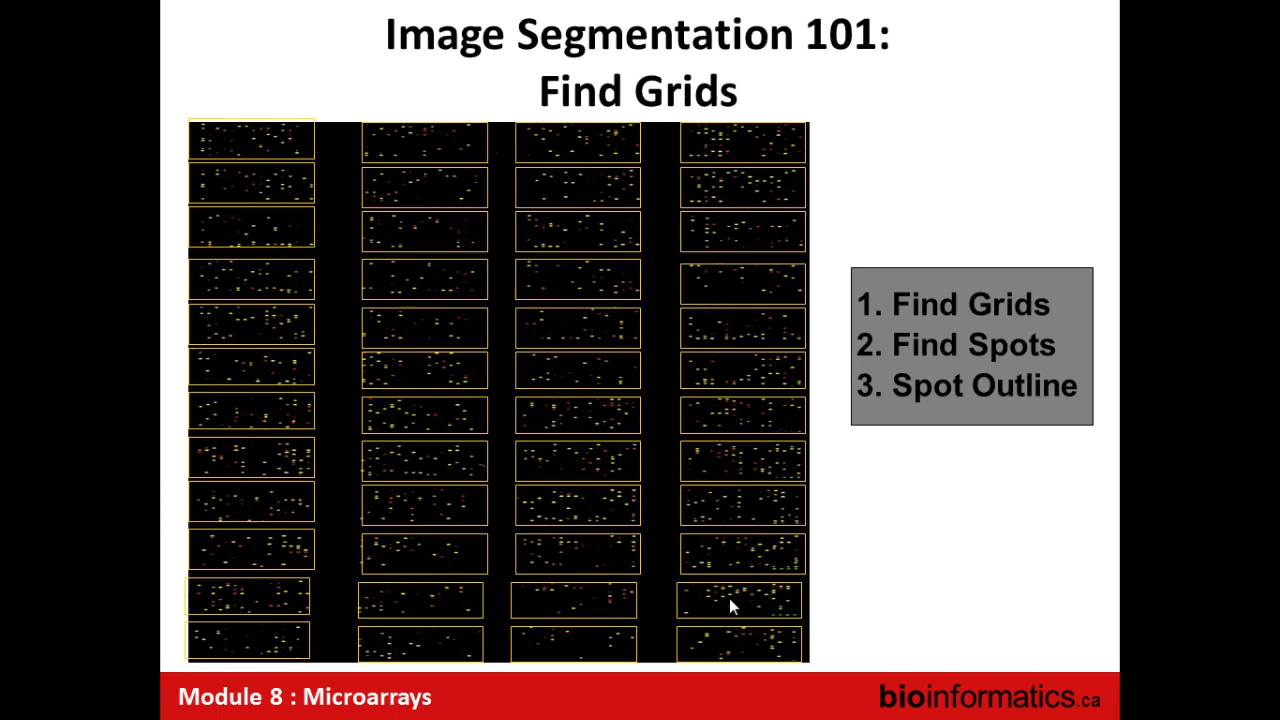 Image Segmentation 101:
Find Grids
1. Find Grids
2. Find Spots
3. Spot Outline
Module 8 : Microarrays
bioinformatics.ca